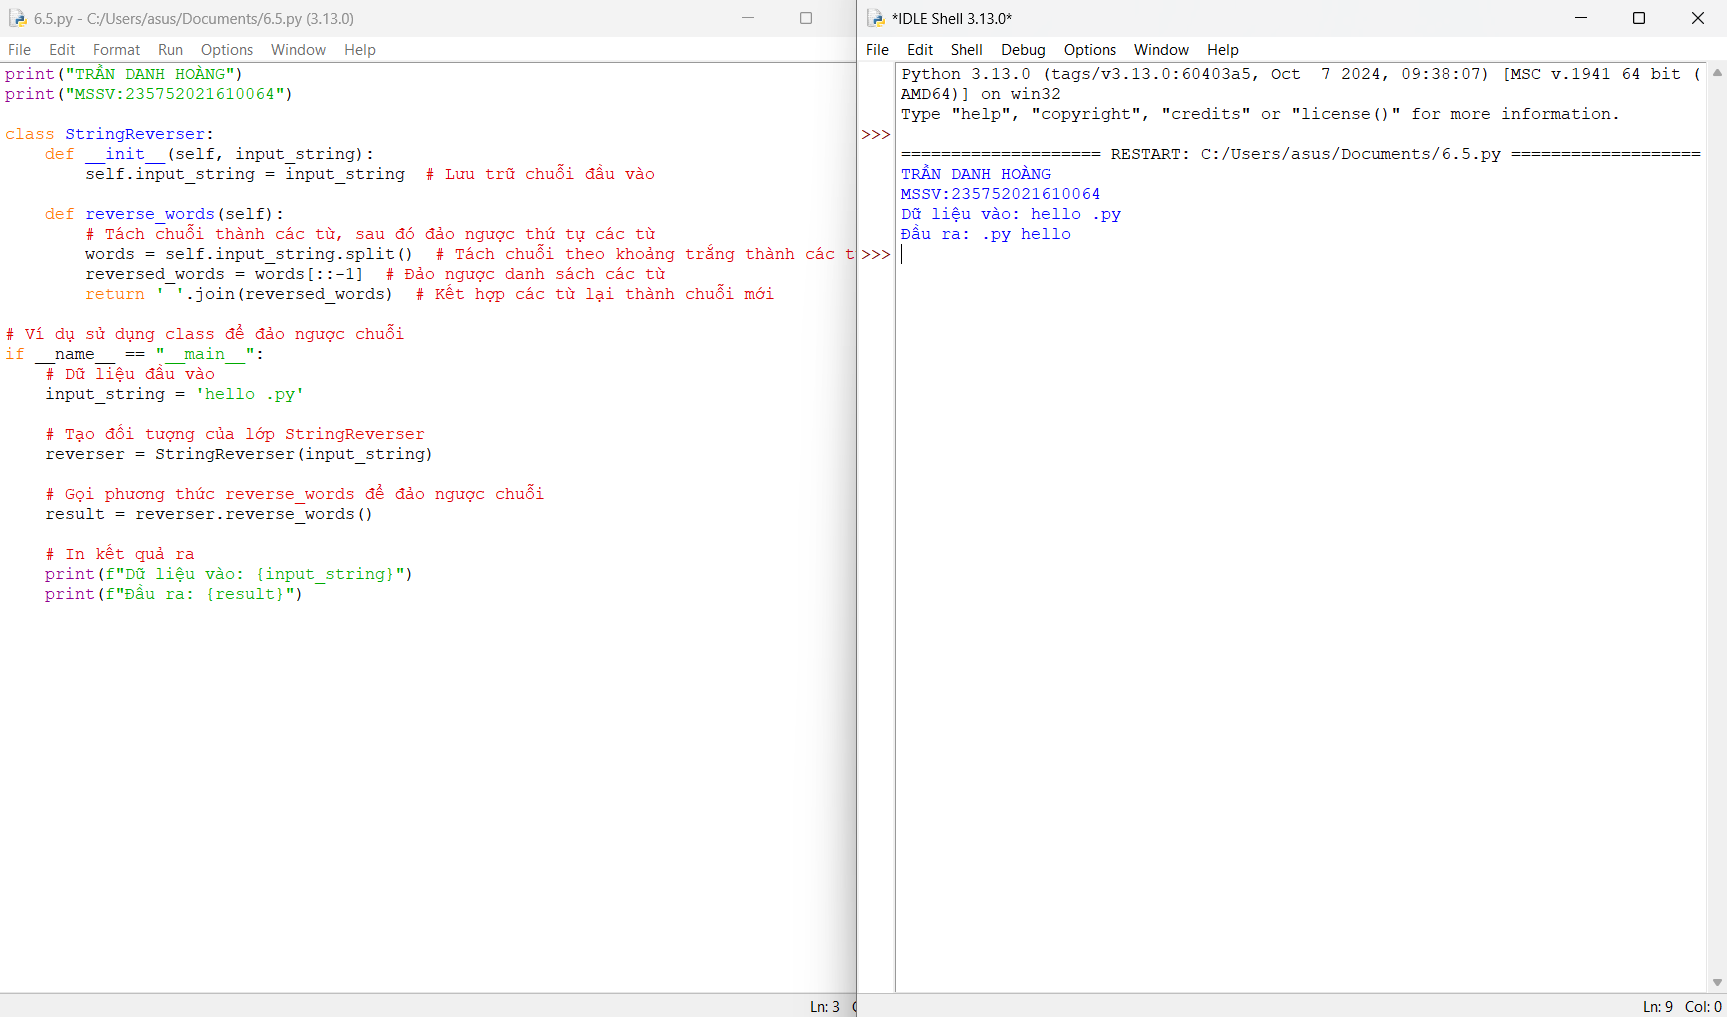 6.5.py - C:/Users/asus/Documents/6.5.py (3.13.0)
File Edit Format Run Options Window Help
print("TRẦN DANH HOÀNG")
print("MSSV:235752021610064")
class StringReverser:
    def __init__(self, input_string):
        self.input_string = input_string  # Lưu trữ chuỗi đầu vào
    def reverse_words(self):
        # Tách chuỗi thành các từ, sau đó đảo ngược thứ tự các từ
        words = self.input_string.split()  # Tách chuỗi theo khoảng trắng thành các t
        reversed_words = words[::-1]  # Đảo ngược danh sách các từ
        return ' '.join(reversed_words)  # Kết hợp các từ lại thành chuỗi mới
# Ví dụ sử dụng class để đảo ngược chuỗi
if __name__ == "__main__":
    # Dữ liệu đầu vào
    input_string = 'hello .py'
    # Tạo đối tượng của lớp StringReverser
    reverser = StringReverser(input_string)
    # Gọi phương thức reverse_words để đảo ngược chuỗi
    result = reverser.reverse_words()
    # In kết quả ra
    print(f"Dữ liệu vào: {input_string}")
    print(f"Đầu ra: {result}")
Ln: 3
*IDLE Shell 3.13.0*
File Edit Shell Debug Options Window Help
Python 3.13.0 (tags/v3.13.0:60403a5, Oct  7 2024, 09:38:07) [MSC v.1941 64 bit (
AMD64)] on win32
Type "help", "copyright", "credits" or "license()" for more information.
>>>
==================== RESTART: C:/Users/asus/Documents/6.5.py ===================
TRẦN DANH HOÀNG
MSSV:235752021610064
Dữ liệu vào: hello .py
Đầu ra: .py hello
>>>
Ln: 9 Col: 0